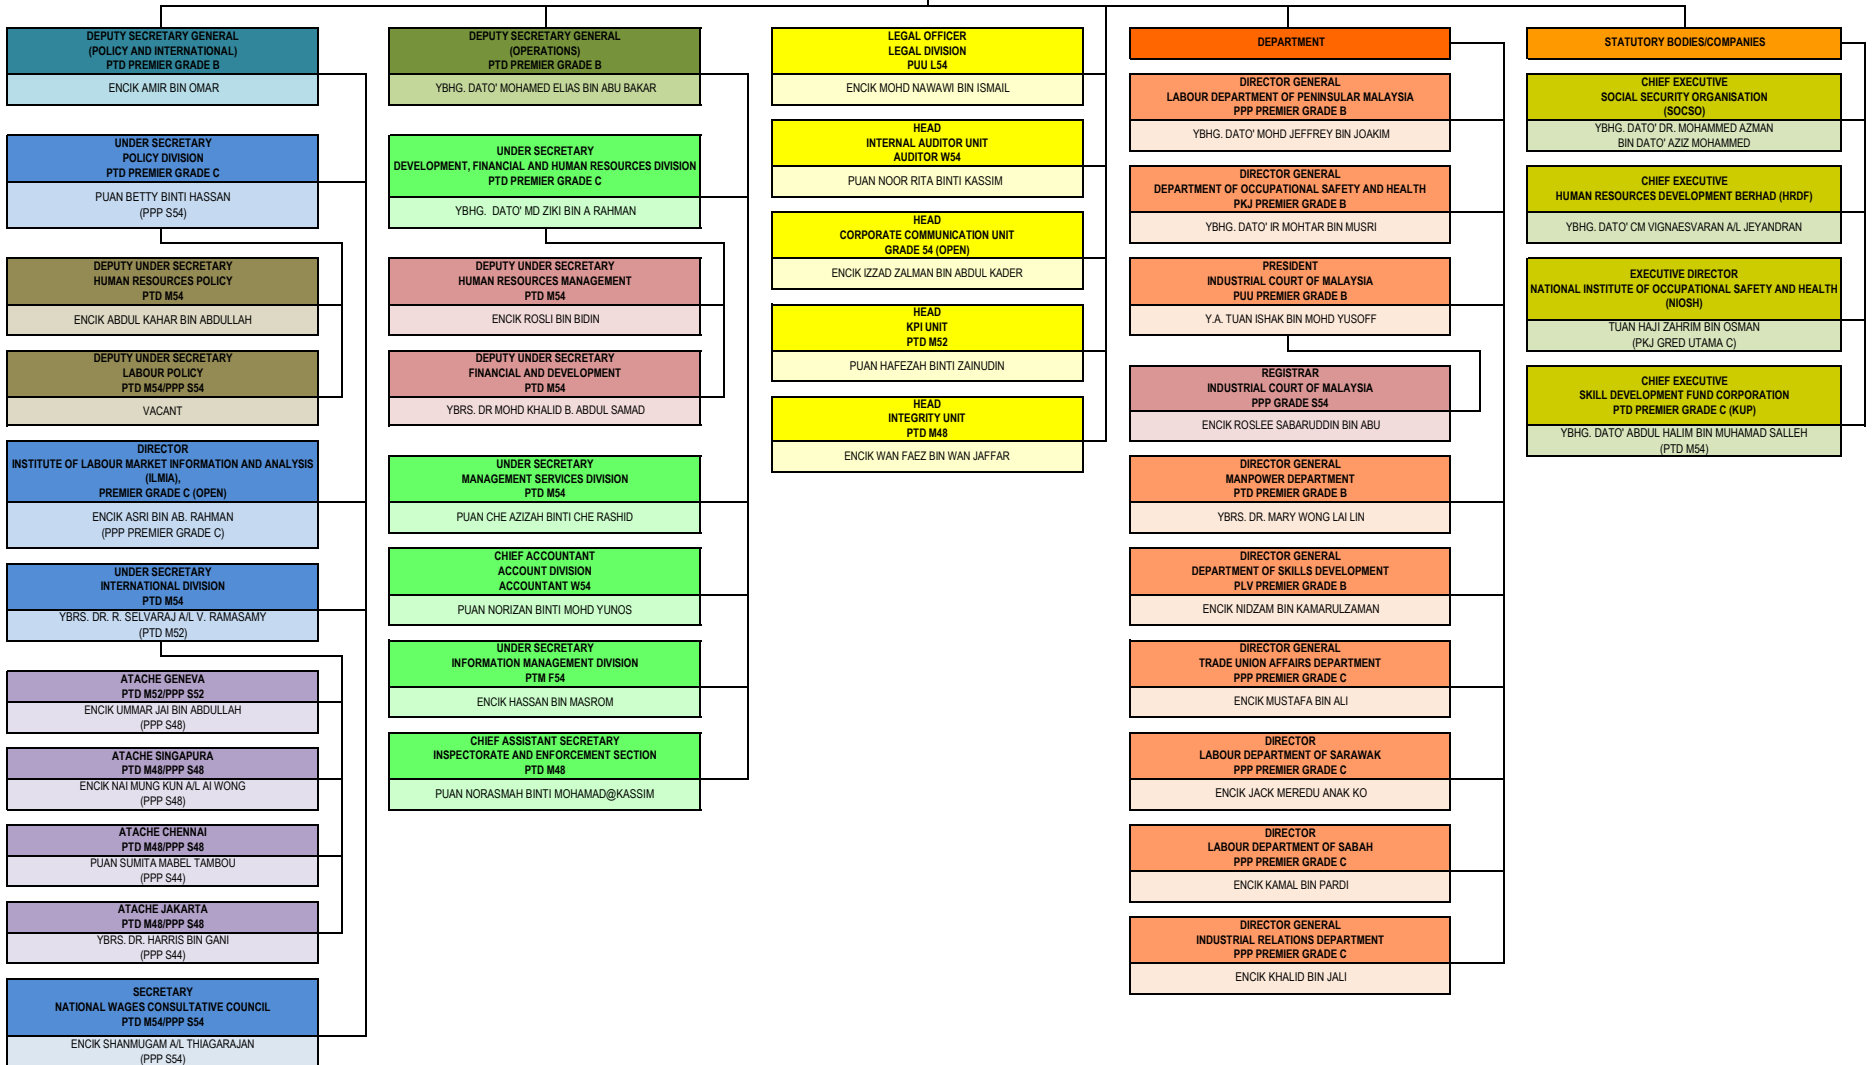 DEPUTY SECRETARY GENERAL
(POLICY AND INTERNATIONAL)
PTD PREMIER GRADE B
ENCIK AMIR BIN OMAR
UNDER SECRETARY
POLICY DIVISION
PTD PREMIER GRADE C
PUAN BETTY BINTI HASSAN
(PPP S54)
DEPUTY UNDER SECRETARY
HUMAN RESOURCES POLICY
PTD M54
ENCIK ABDUL KAHAR BIN ABDULLAH
DEPUTY UNDER SECRETARY
LABOUR POLICY
PTD M54/PPP S54
VACANT
DIRECTOR
INSTITUTE OF LABOUR MARKET INFORMATION AND ANALYSIS
(ILMIA),
PREMIER GRADE C (OPEN)
ENCIK ASRI BIN AB. RAHMAN
(PPP PREMIER GRADE C)
UNDER SECRETARY
INTERNATIONAL DIVISION
PTD M54
YBRS. DR. R. SELVARAJ A/L V. RAMASAMY
(PTD M52)
ATACHE GENEVA
PTD M52/PPP S52
ENCIK UMMAR JAI BIN ABDULLAH
(PPP S48)
ATACHE SINGAPURA
PTD M48/PPP S48
ENCIK NAI MUNG KUN A/L AI WONG
(PPP S48)
ATACHE CHENNAI
PTD M48/PPP S48
PUAN SUMITA MABEL TAMBOU
(PPP S44)
ATACHE JAKARTA
PTD M48/PPP S48
YBRS. DR. HARRIS BIN GANI
(PPP S44)
SECRETARY
NATIONAL WAGES CONSULTATIVE COUNCIL
PTD M54/PPP S54
ENCIK SHANMUGAM A/L THIAGARAJAN
(PPP S54)
DEPUTY SECRETARY GENERAL
(OPERATIONS)
PTD PREMIER GRADE B
YBHG. DATO' MOHAMED ELIAS BIN ABU BAKAR
UNDER SECRETARY
DEVELOPMENT, FINANCIAL AND HUMAN RESOURCES DIVISION
PTD PREMIER GRADE C
YBHG. DATO' MD ZIKI BIN A RAHMAN
DEPUTY UNDER SECRETARY
HUMAN RESOURCES MANAGEMENT
PTD M54
ENCIK ROSLI BIN BIDIN
DEPUTY UNDER SECRETARY
FINANCIAL AND DEVELOPMENT
PTD M54
YBRS. DR MOHD KHALID B. ABDUL SAMAD
UNDER SECRETARY
MANAGEMENT SERVICES DIVISION
PTD M54
PUAN CHE AZIZAH BINTI CHE RASHID
CHIEF ACCOUNTANT
ACCOUNT DIVISION
ACCOUNTANT W54
PUAN NORIZAN BINTI MOHD YUNOS
UNDER SECRETARY
INFORMATION MANAGEMENT DIVISION
PTM F54
ENCIK HASSAN BIN MASROM
CHIEF ASSISTANT SECRETARY
INSPECTORATE AND ENFORCEMENT SECTION
PTD M48
PUAN NORASMAH BINTI MOHAMAD@KASSIM
LEGAL OFFICER
LEGAL DIVISION
PUU L54
ENCIK MOHD NAWAWI BIN ISMAIL
HEAD
INTERNAL AUDITOR UNIT
AUDITOR W54
PUAN NOOR RITA BINTI KASSIM
HEAD
CORPORATE COMMUNICATION UNIT
GRADE 54 (OPEN)
ENCIK IZZAD ZALMAN BIN ABDUL KADER
HEAD
KPI UNIT
PTD M52
PUAN HAFEZAH BINTI ZAINUDIN
HEAD
INTEGRITY UNIT
PTD M48
ENCIK WAN FAEZ BIN WAN JAFFAR
DEPARTMENT
DIRECTOR GENERAL
LABOUR DEPARTMENT OF PENINSULAR MALAYSIA
PPP PREMIER GRADE B
YBHG. DATO' MOHD JEFFREY BIN JOAKIM
DIRECTOR GENERAL
DEPARTMENT OF OCCUPATIONAL SAFETY AND HEALTH
PKJ PREMIER GRADE B
YBHG. DATO' IR MOHTAR BIN MUSRI
PRESIDENT
INDUSTRIAL COURT OF MALAYSIA
PUU PREMIER GRADE B
Y.A. TUAN ISHAK BIN MOHD YUSOFF
REGISTRAR
INDUSTRIAL COURT OF MALAYSIA
PPP GRADE S54
ENCIK ROSLEE SABARUDDIN BIN ABU
DIRECTOR GENERAL
MANPOWER DEPARTMENT
PTD PREMIER GRADE B
YBRS. DR. MARY WONG LAI LIN
DIRECTOR GENERAL
DEPARTMENT OF SKILLS DEVELOPMENT
PLV PREMIER GRADE B
ENCIK NIDZAM BIN KAMARULZAMAN
DIRECTOR GENERAL
TRADE UNION AFFAIRS DEPARTMENT
PPP PREMIER GRADE C
ENCIK MUSTAFA BIN ALI
DIRECTOR
LABOUR DEPARTMENT OF SARAWAK
PPP PREMIER GRADE C
ENCIK JACK MEREDU ANAK KO
DIRECTOR
LABOUR DEPARTMENT OF SABAH
PPP PREMIER GRADE C
ENCIK KAMAL BIN PARDI
DIRECTOR GENERAL
INDUSTRIAL RELATIONS DEPARTMENT
PPP PREMIER GRADE C
ENCIK KHALID BIN JALI
STATUTORY BODIES/COMPANIES
CHIEF EXECUTIVE
SOCIAL SECURITY ORGANISATION
(SOCSO)
YBHG. DATO' DR. MOHAMMED AZMAN
BIN DATO' AZIZ MOHAMMED
CHIEF EXECUTIVE
HUMAN RESOURCES DEVELOPMENT BERHAD (HRDF)
YBHG. DATO' CM VIGNAESVARAN A/L JEYANDRAN
EXECUTIVE DIRECTOR
NATIONAL INSTITUTE OF OCCUPATIONAL SAFETY AND HEALTH
(NIOSH)
TUAN HAJI ZAHRIM BIN OSMAN
(PKJ GRED UTAMA C)
CHIEF EXECUTIVE
SKILL DEVELOPMENT FUND CORPORATION
PTD PREMIER GRADE C (KUP)
YBHG. DATO' ABDUL HALIM BIN MUHAMAD SALLEH
(PTD M54)